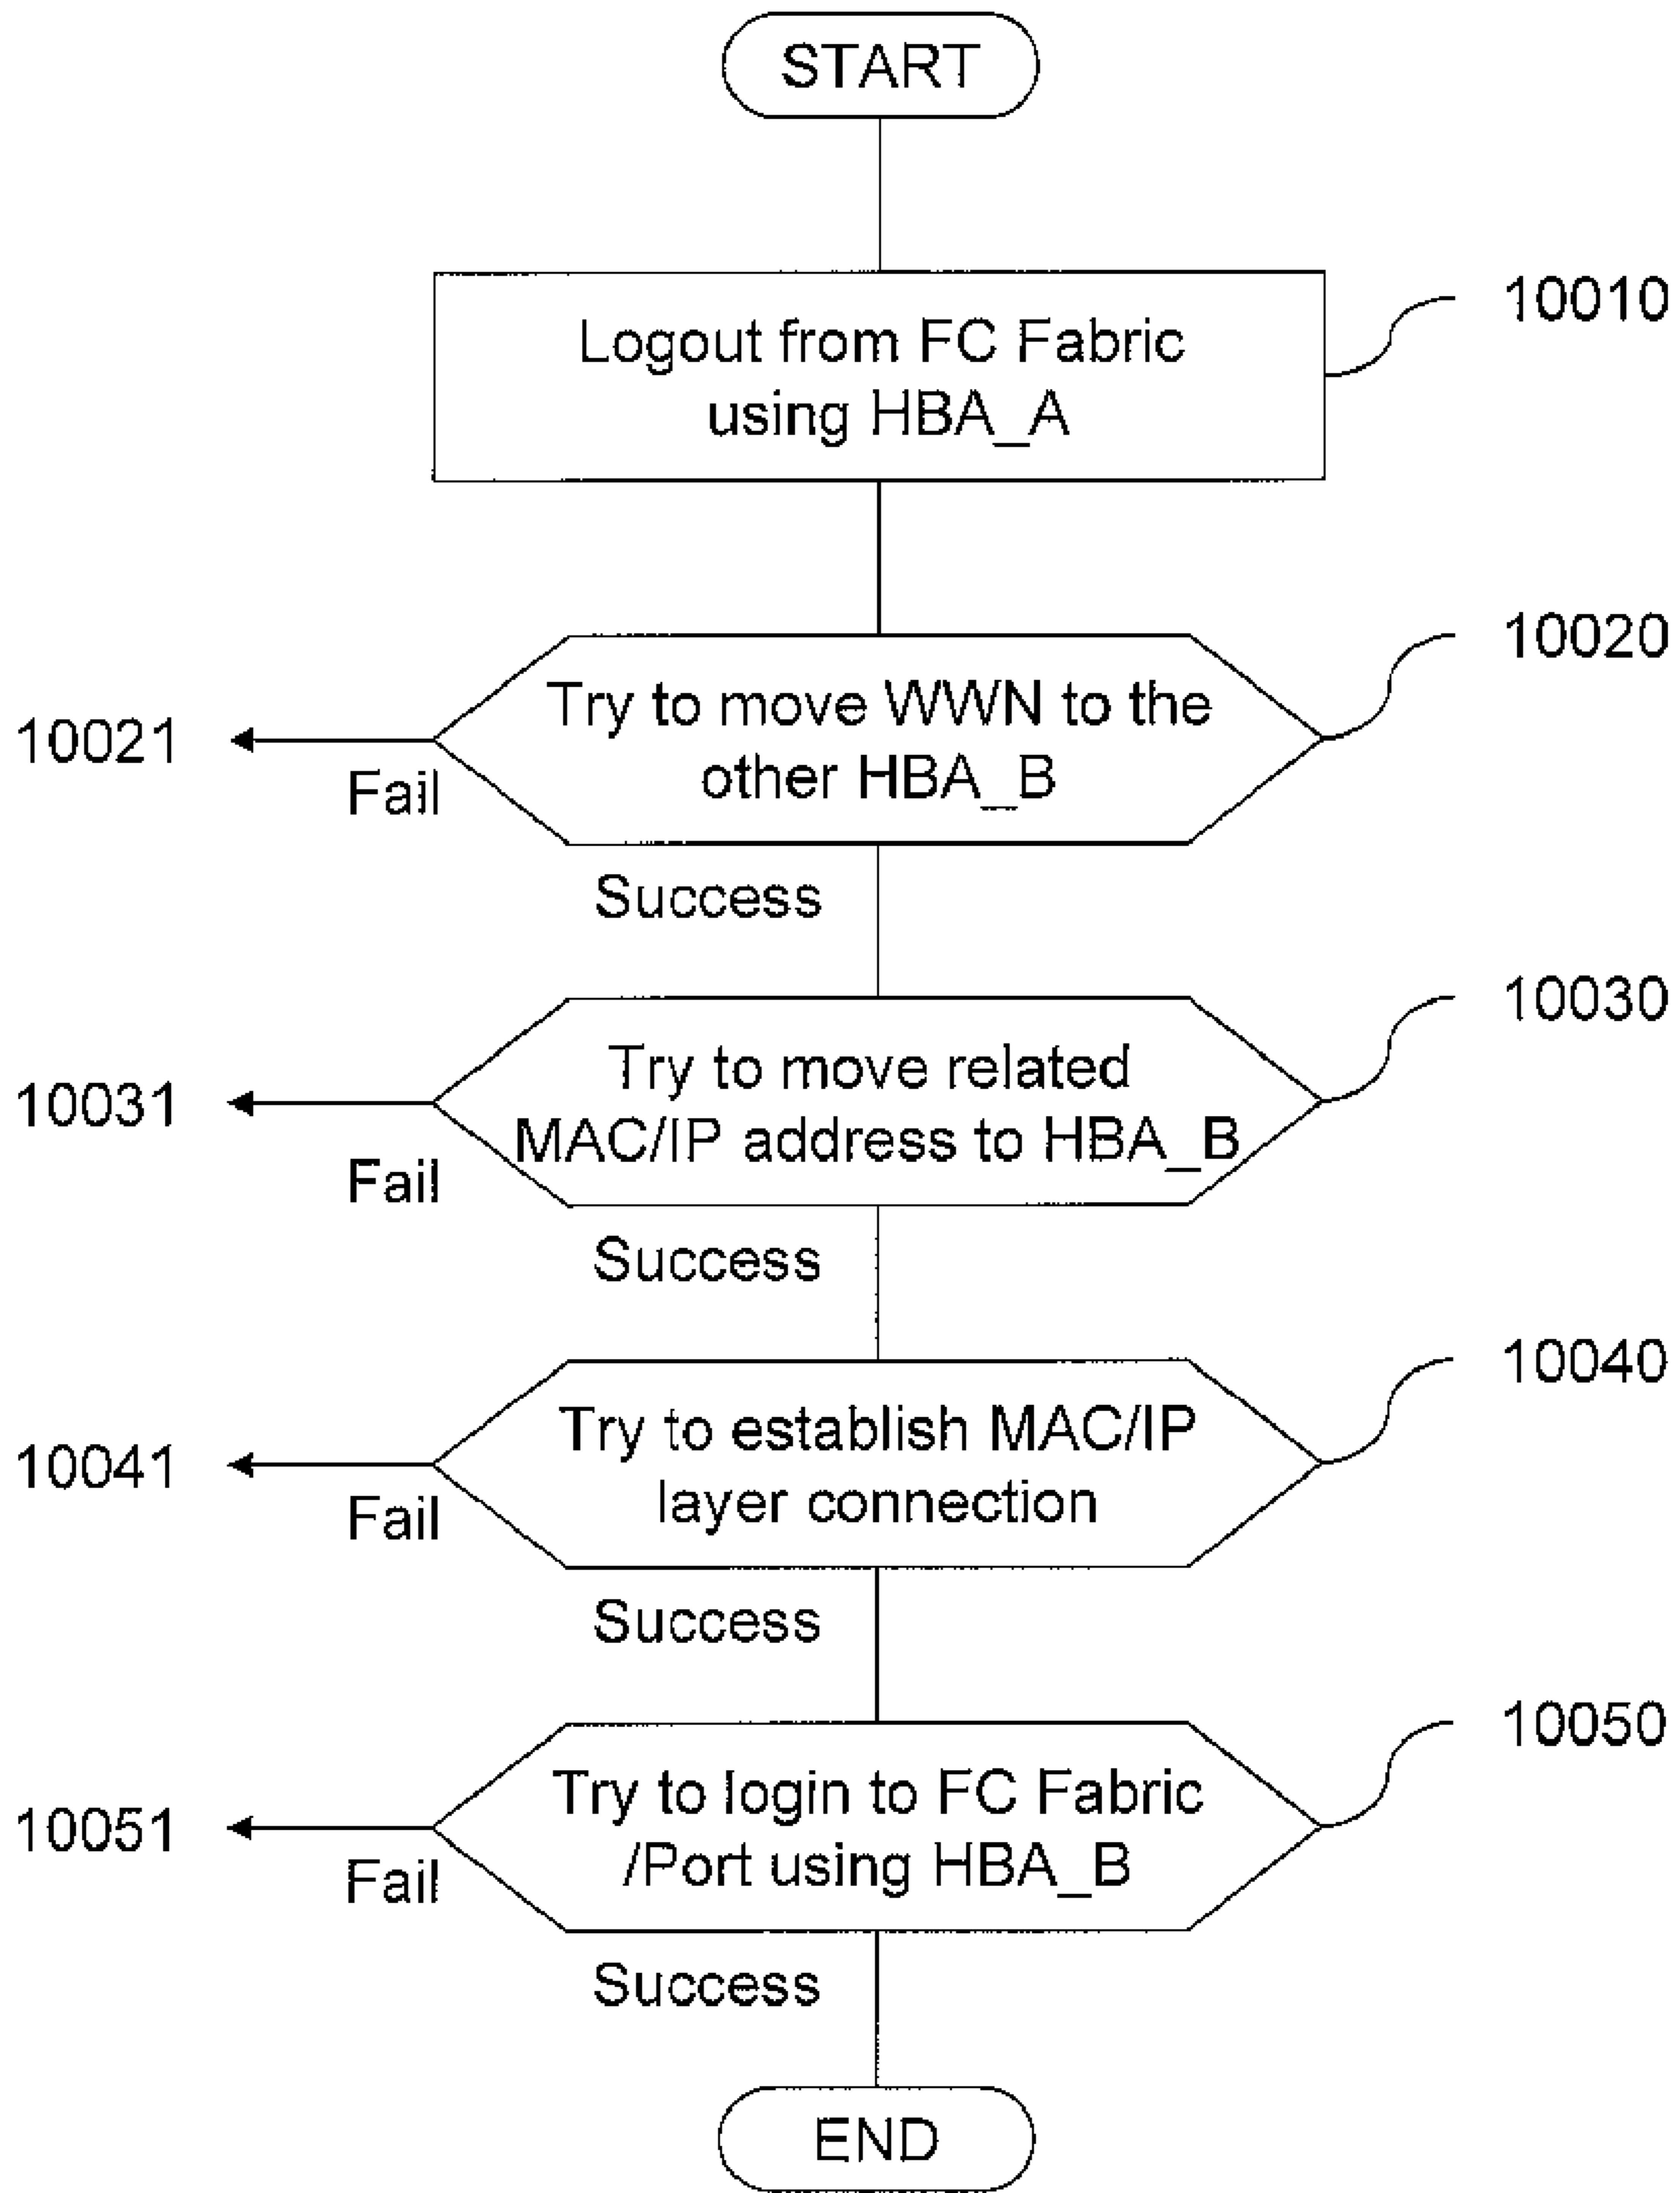 START
Logout from FC Fabric
using HBA_A
10010
Try to move WWN to the
other HBA_B
10020
10021
Fail
Success
Try to move related
MAC/IP address to HBA_B
10030
10031
Fail
Success
Try to establish MAC/IP
layer connection
10040
10041
Fail
Success
Try to login to FC Fabric
/Port using HBA_B
10050
10051
Fail
Success
END